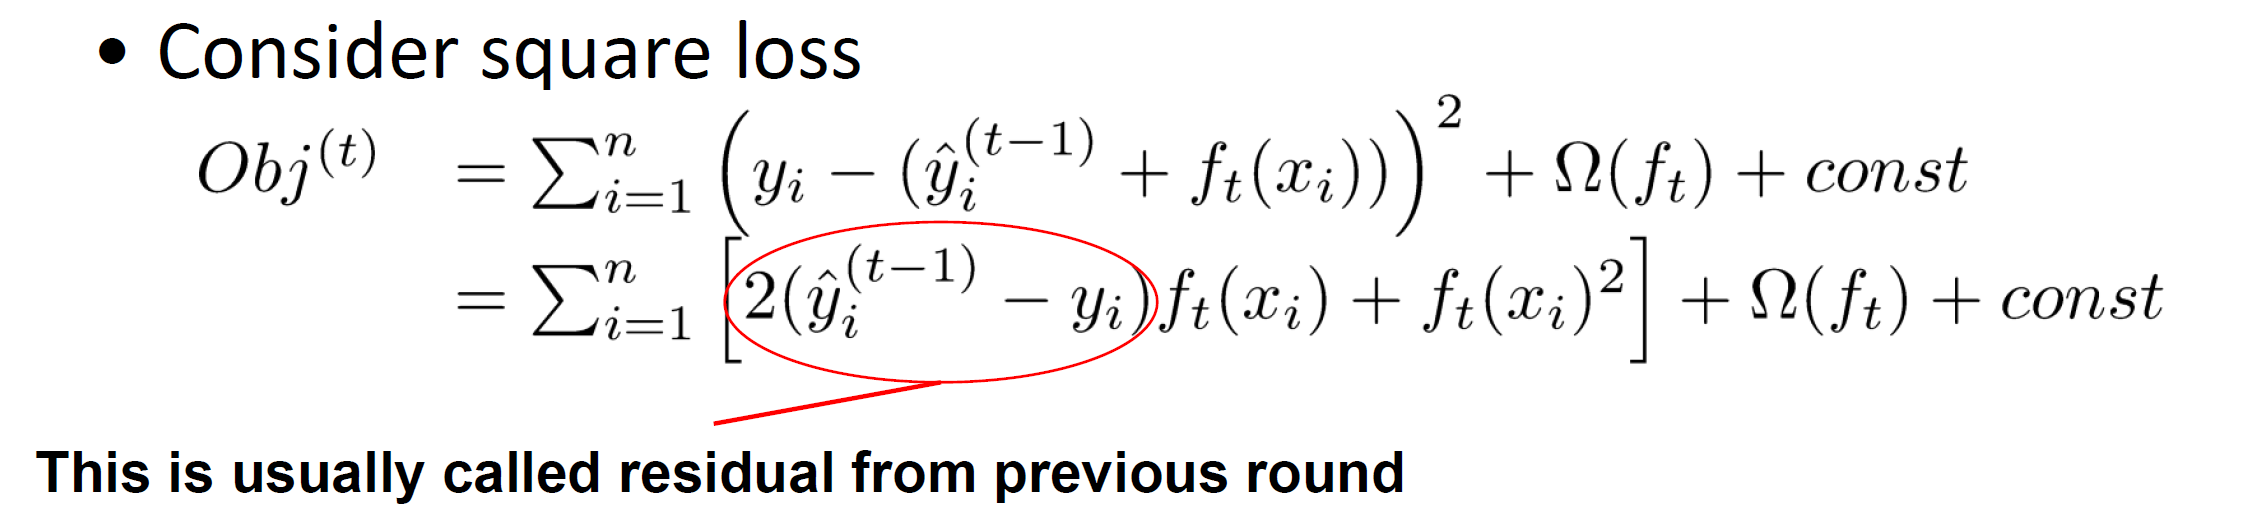 • Consider square loss
$Obj^{(t)} = \sum_{i=1}^{n} \left( y_i - (\hat{y}_i^{(t-1)} + f_t(x_i)) \right)^2 + \Omega(f_t) + const$
$= \sum_{i=1}^{n} \left[ 2(\hat{y}_i^{(t-1)} - y_i) f_t(x_i) + f_t(x_i)^2 \right] + \Omega(f_t) + const$
This is usually called residual from previous round